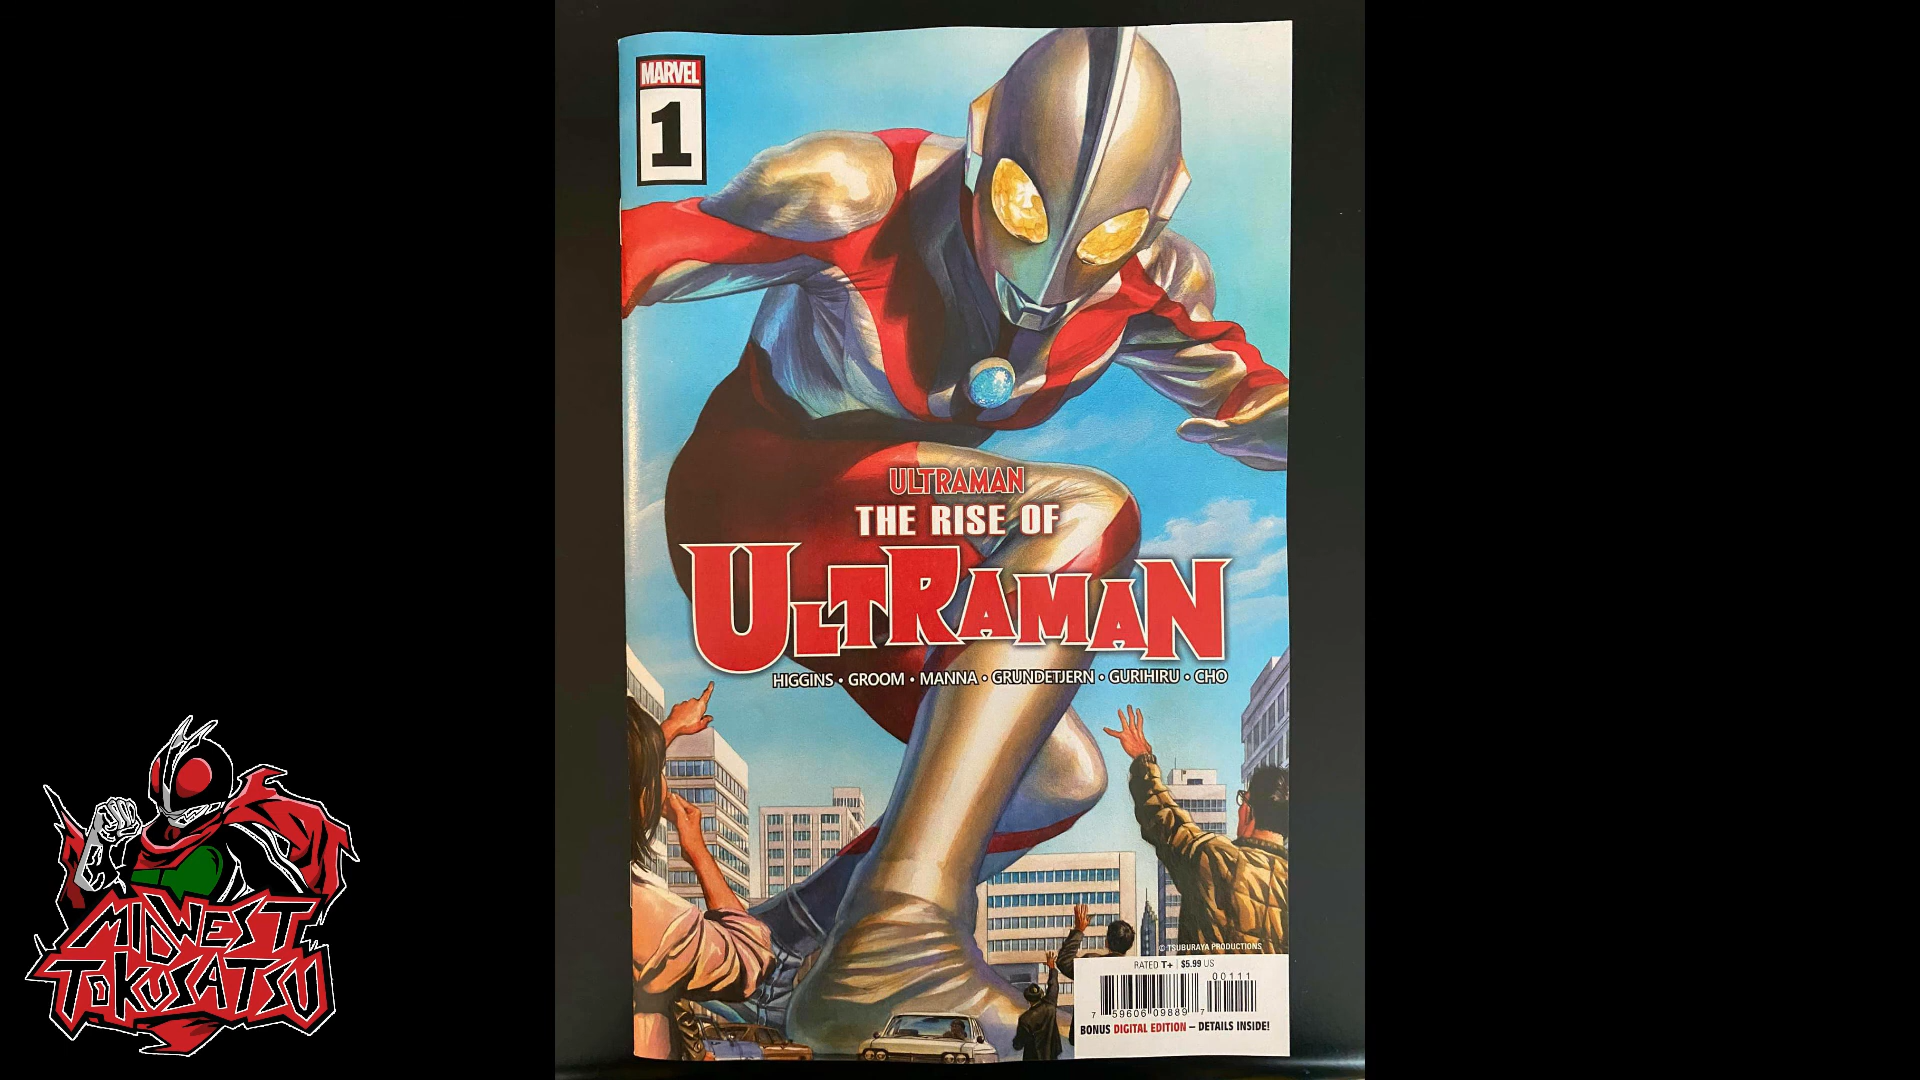 MARVEL
1
ULTRAMAN
THE RISE OF
ULTRAMAN
HIGGINS • GROOM • MANNA • GRUNDETJERN • GURIHIRU • CHO
© TSUBURAYA PRODUCTIONS
RATED T+ | $5.99 US
00111
7 59606 09889 7
BONUS DIGITAL EDITION – DETAILS INSIDE!
MIDWEST
TOKUSATSU